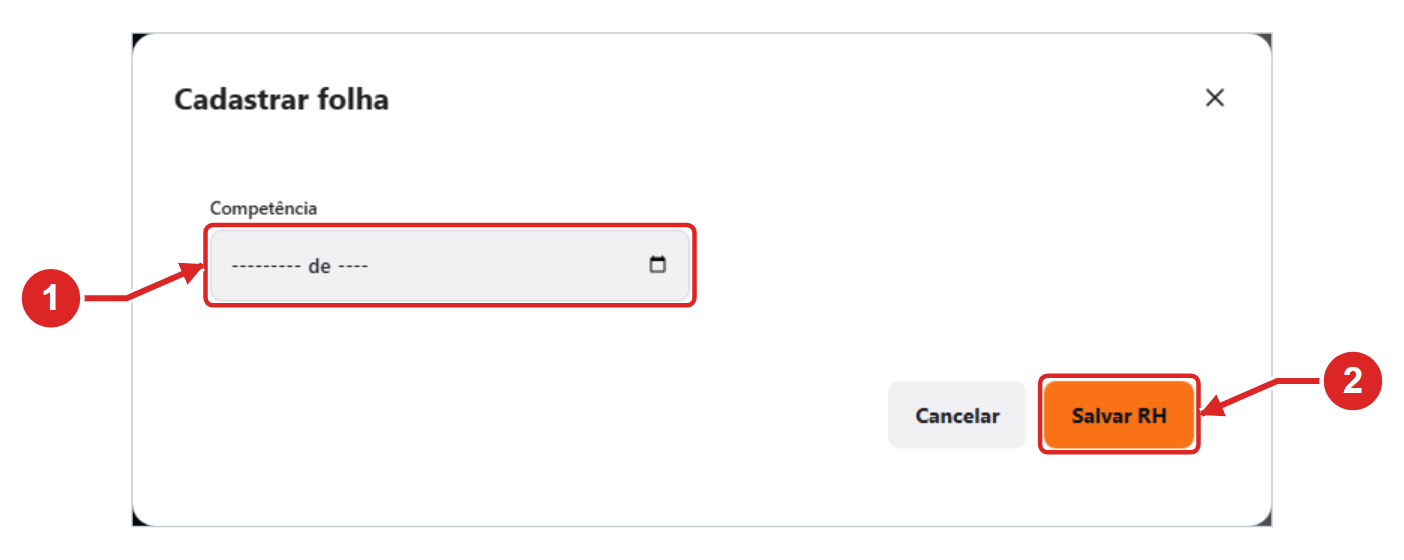 Cadastrar folha
Competência
--------- de ----
1
2
Cancelar
Salvar RH